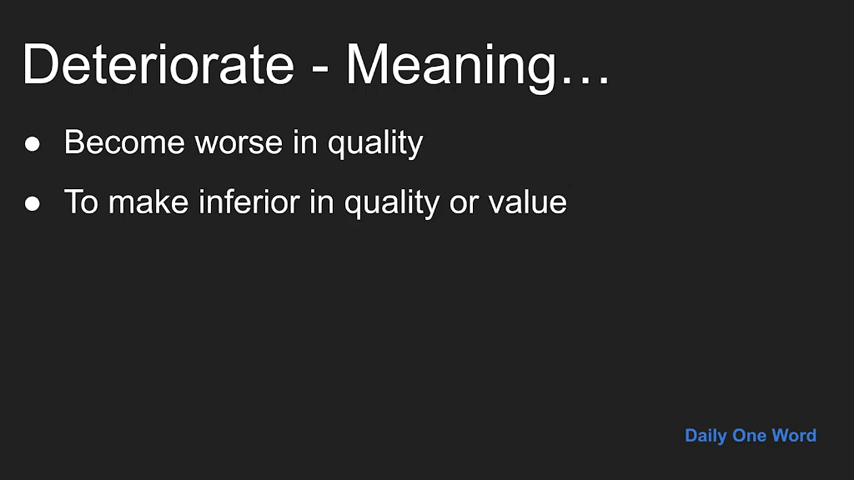 Deteriorate - Meaning…
● Become worse in quality
● To make inferior in quality or value
Daily One Word